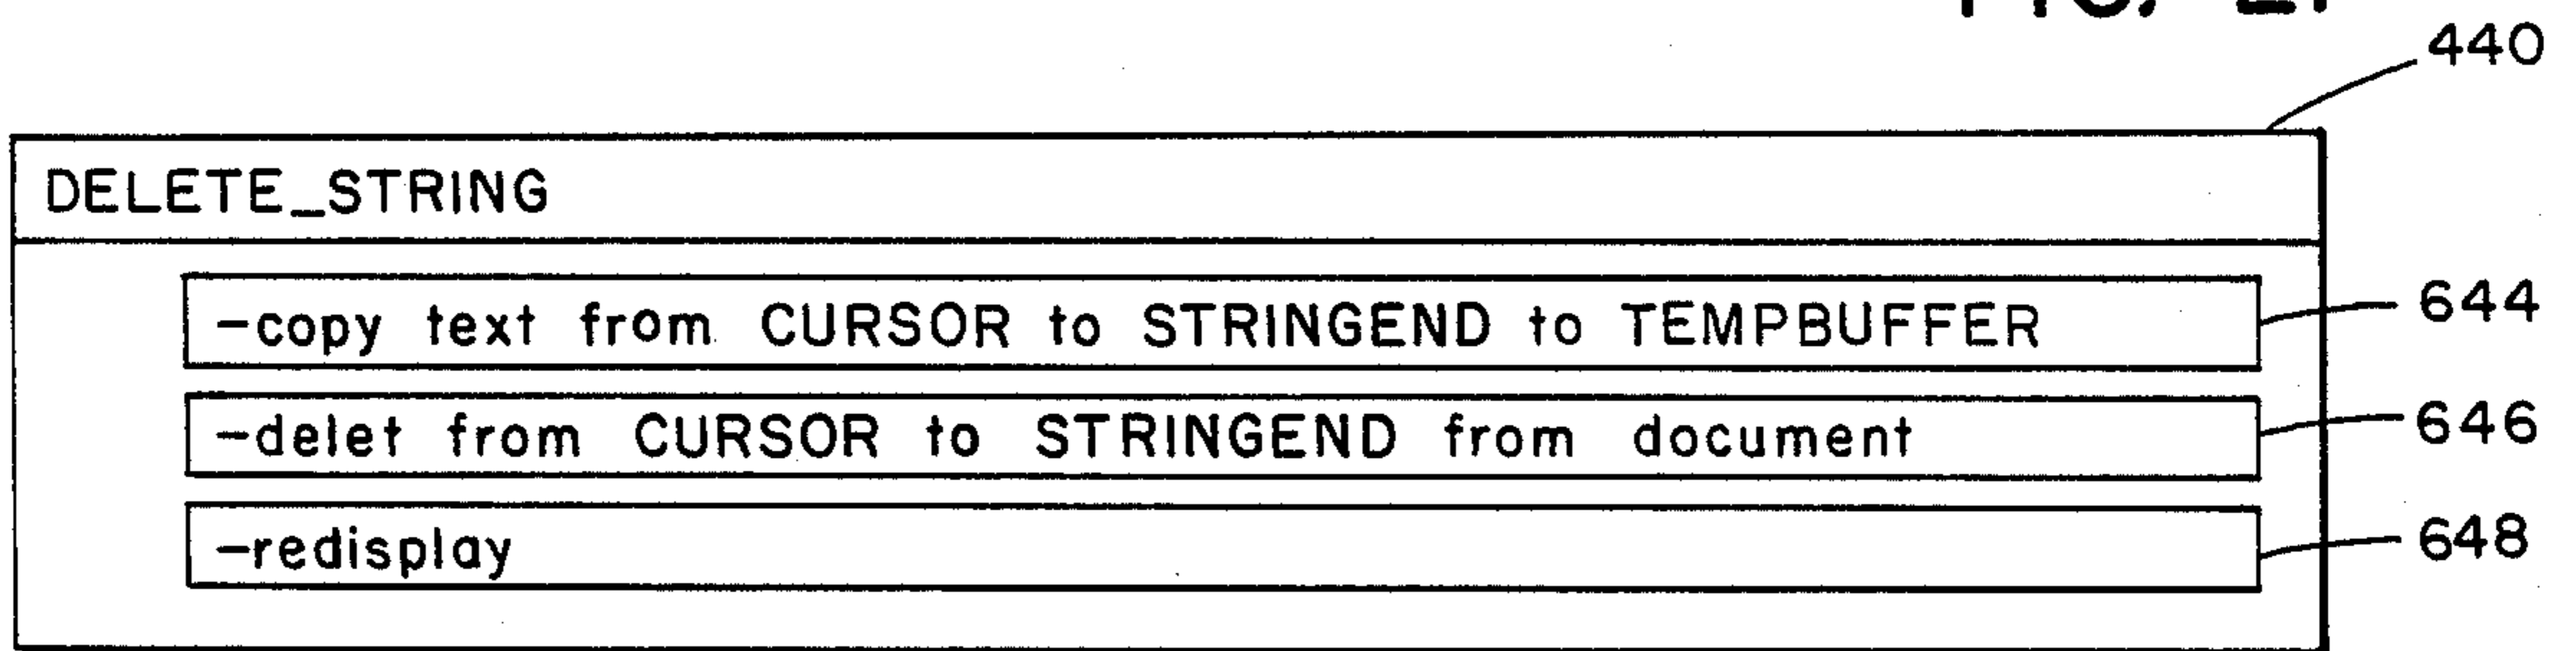 440
DELETE_STRING
-copy text from CURSOR to STRINGEND to TEMPBUFFER 644
-delet from CURSOR to STRINGEND from document 646
-redisplay 648